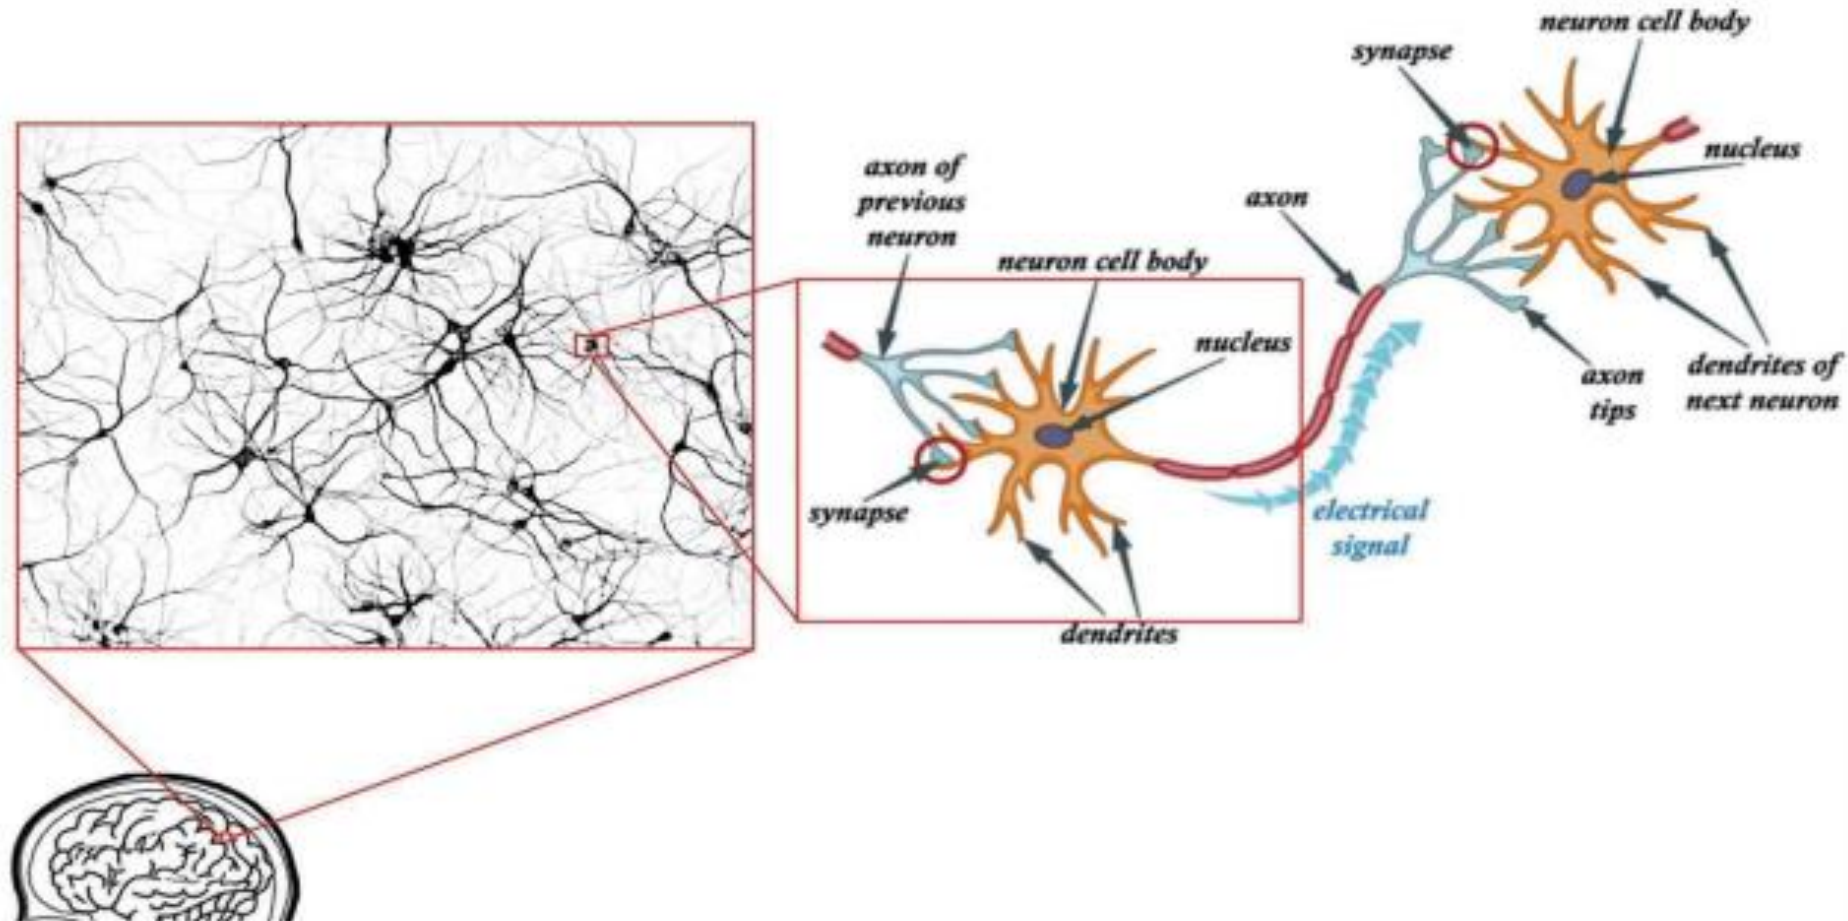 neuron cell body
synapse
nucleus
axon of
previous
neuron
axon
neuron cell body
nucleus
synapse
dendrites
electrical
signal
axon
tips
dendrites of
next neuron